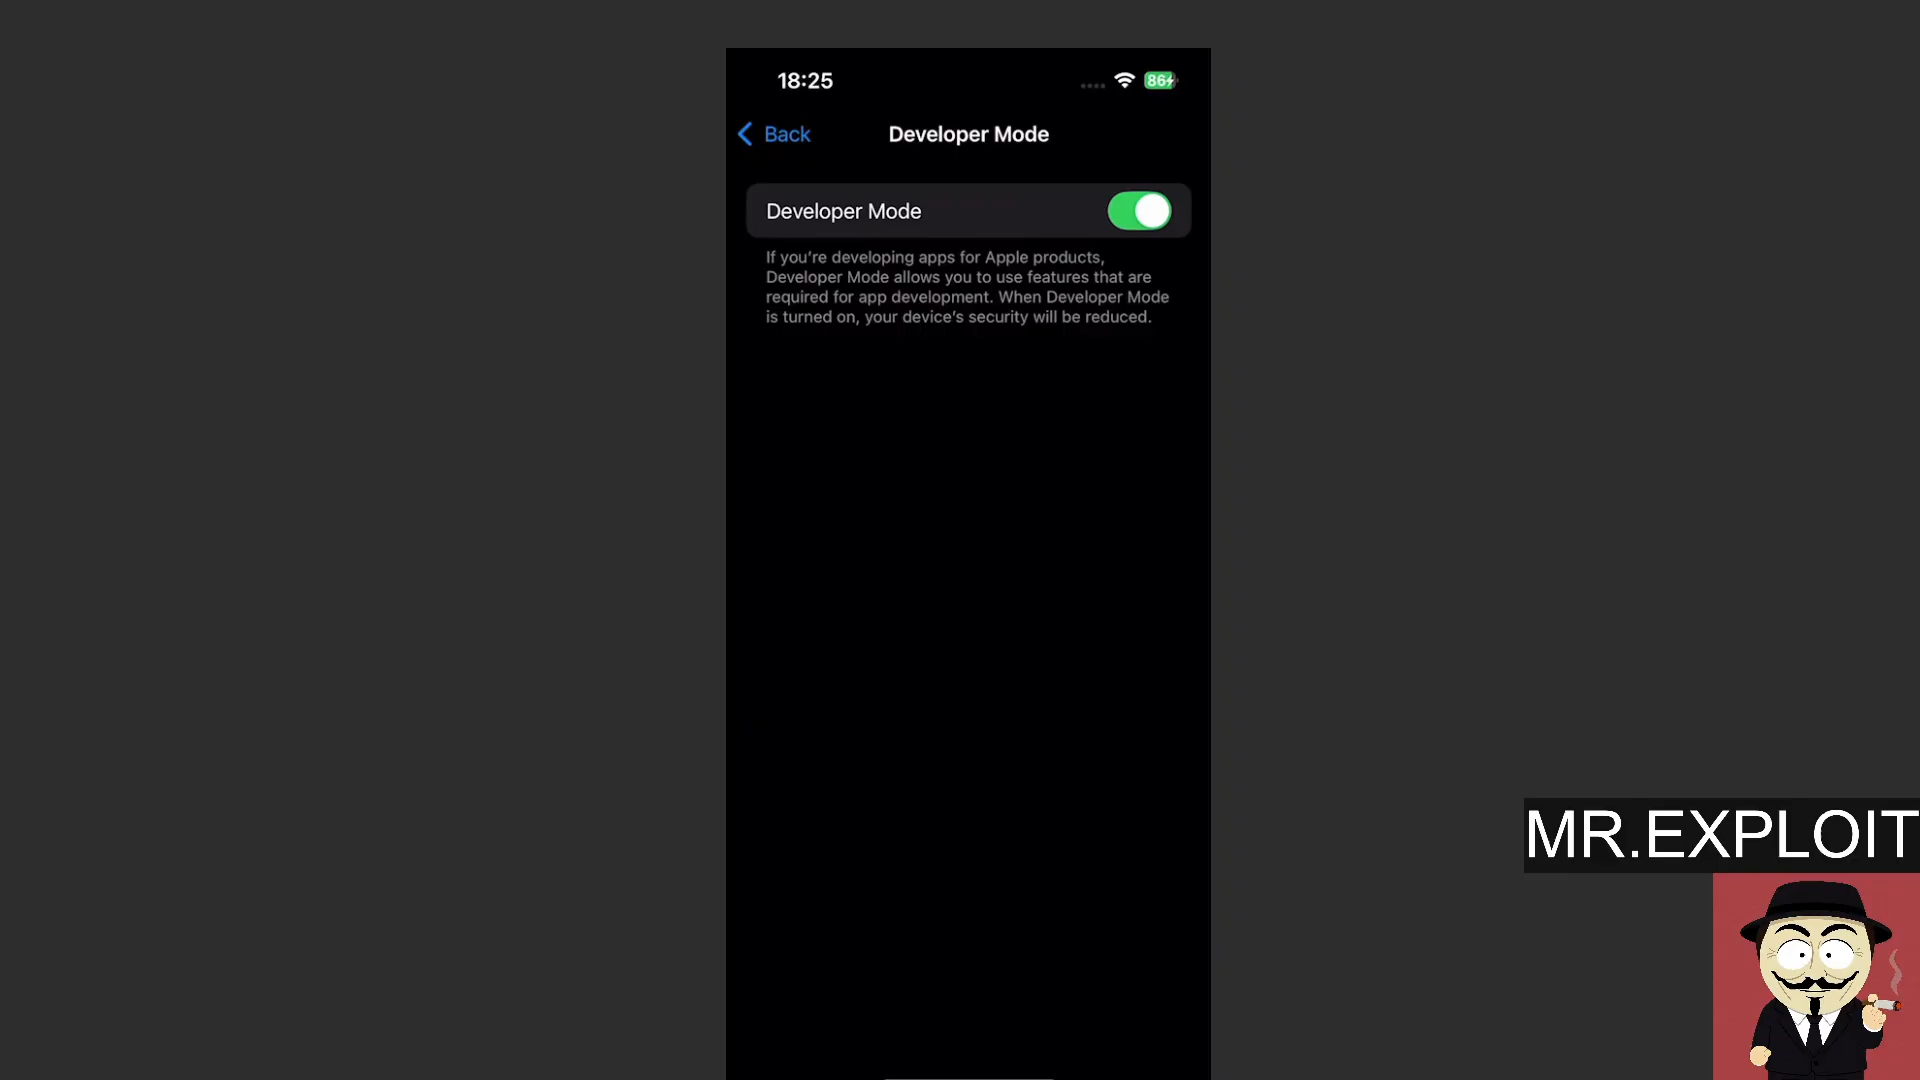 18:25
86
Back
Developer Mode
Developer Mode
If you’re developing apps for Apple products,
Developer Mode allows you to use features that are
required for app development. When Developer Mode
is turned on, your device’s security will be reduced.
MR.EXPLOIT